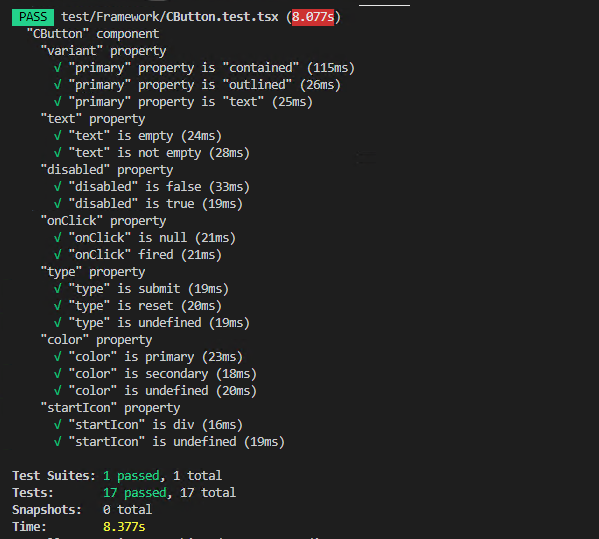 PASS test/Framework/CButton.test.tsx (8.077s)
"CButton" component
"variant" property
√ "primary" property is "contained" (115ms)
√ "primary" property is "outlined" (26ms)
√ "primary" property is "text" (25ms)
"text" property
√ "text" is empty (24ms)
√ "text" is not empty (28ms)
"disabled" property
√ "disabled" is false (33ms)
√ "disabled" is true (19ms)
"onClick" property
√ "onClick" is null (21ms)
√ "onClick" fired (21ms)
"type" property
√ "type" is submit (19ms)
√ "type" is reset (20ms)
√ "type" is undefined (19ms)
"color" property
√ "color" is primary (23ms)
√ "color" is secondary (18ms)
√ "color" is undefined (20ms)
"startIcon" property
√ "startIcon" is div (16ms)
√ "startIcon" is undefined (19ms)
Test Suites: 1 passed, 1 total
Tests: 17 passed, 17 total
Snapshots: 0 total
Time: 8.377s